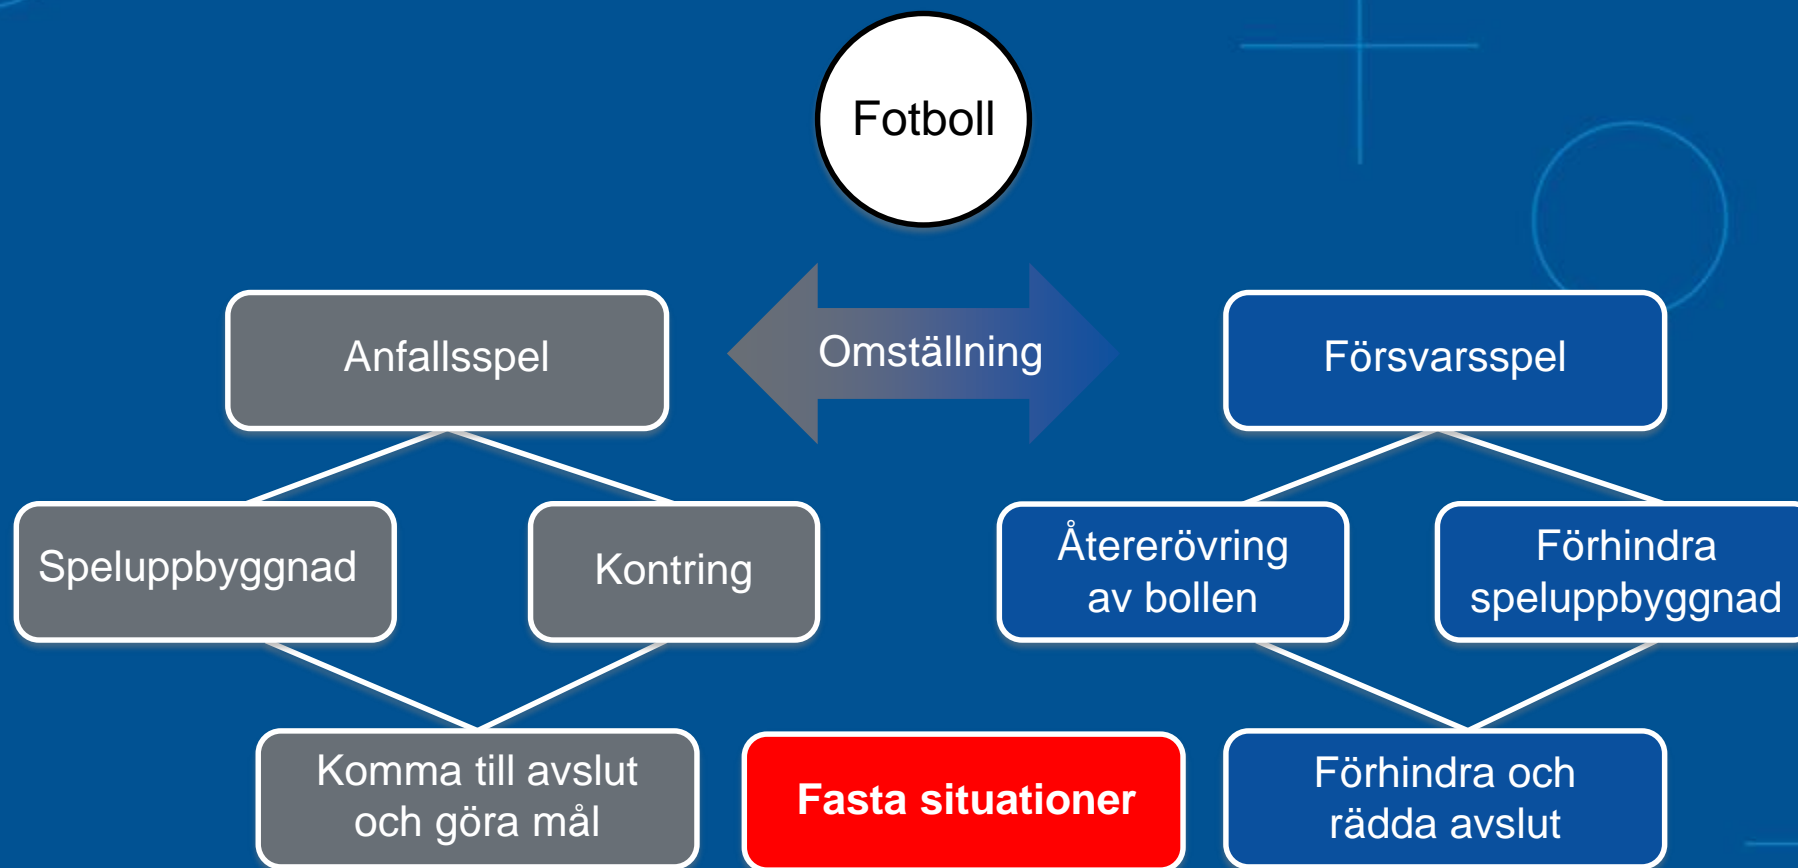 Fotboll
Anfallsspel
Omställning
Försvarsspel
Speluppbyggnad
Kontring
Återerövring
av bollen
Förhindra
speluppbyggnad
Komma till avslut
och göra mål
Fasta situationer
Förhindra och
rädda avslut